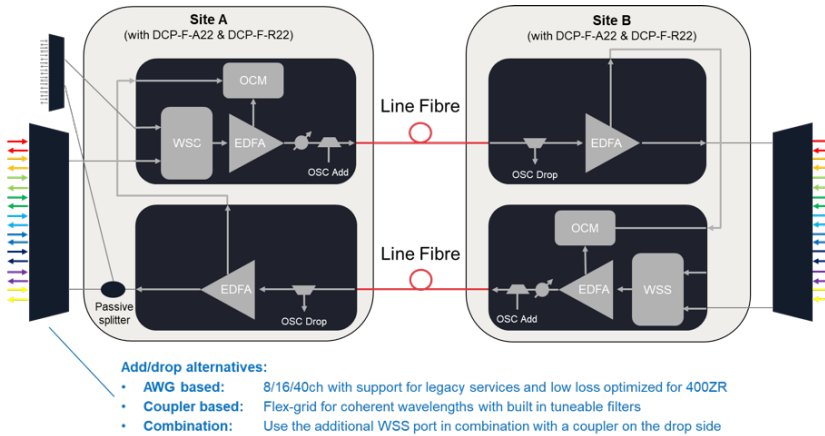 Site A
(with DCP-F-A22 & DCP-F-R22)
Site B
(with DCP-F-A22 & DCP-F-R22)
OCM
WSC
EDFA
OSC Add
Line Fibre
OSC Drop
EDFA
Passive
splitter
EDFA
OSC Drop
Line Fibre
OCM
OSC Add
EDFA
WSS
Add/drop alternatives:
• AWG based: 8/16/40ch with support for legacy services and low loss optimized for 400ZR
• Coupler based: Flex-grid for coherent wavelengths with built in tuneable filters
• Combination: Use the additional WSS port in combination with a coupler on the drop side